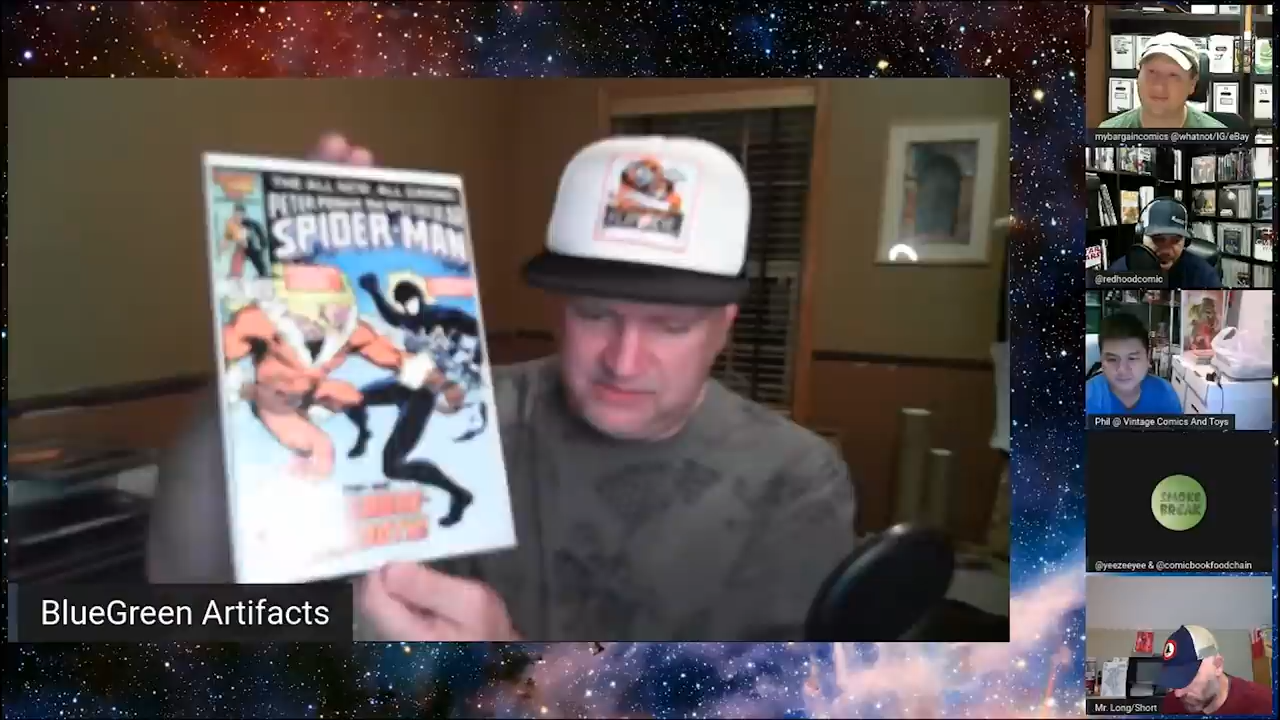 THE ALL NEW, ALL DARING
PETER PARKER, THE SPECTACULAR
SPIDER-MAN
BlueGreen Artifacts
mybargaincomics @whatnot/IG/eBay
@redhoodcomic
Phil @ Vintage Comics And Toys
SMOKE
BREAK
@yeezeeyee & @comicbookfoodchain
Mr. Long/Short